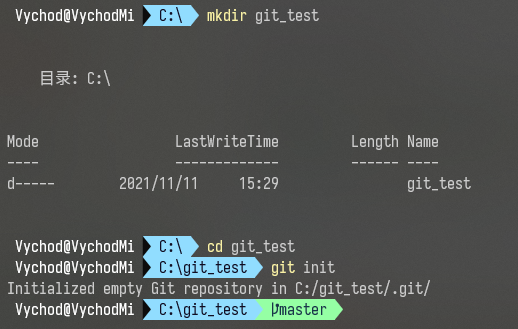 Vychod@VychodMi C:\ mkdir git_test
目录: C:\
Mode LastWriteTime Length Name
---- ------------- ------ ----
d----- 2021/11/11 15:29 git_test
Vychod@VychodMi C:\ cd git_test
Vychod@VychodMi C:\git_test git init
Initialized empty Git repository in C:/git_test/.git/
Vychod@VychodMi C:\git_test master